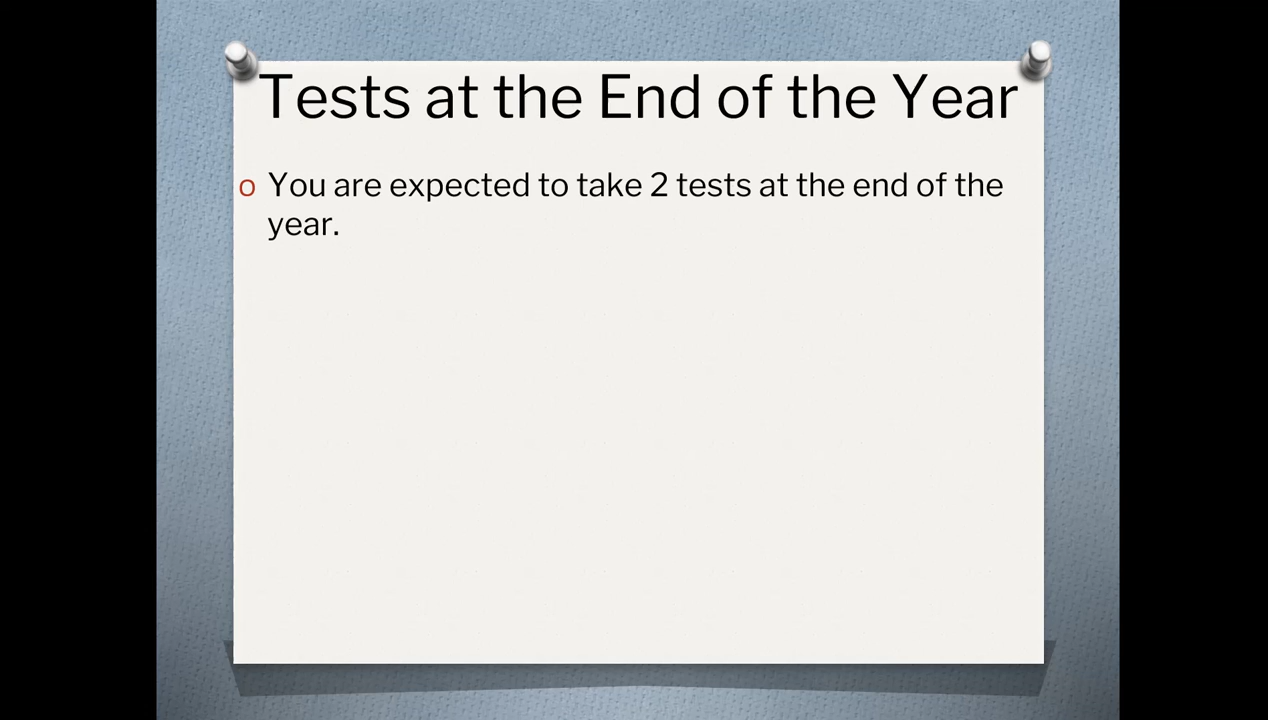 Tests at the End of the Year
o You are expected to take 2 tests at the end of the
year.